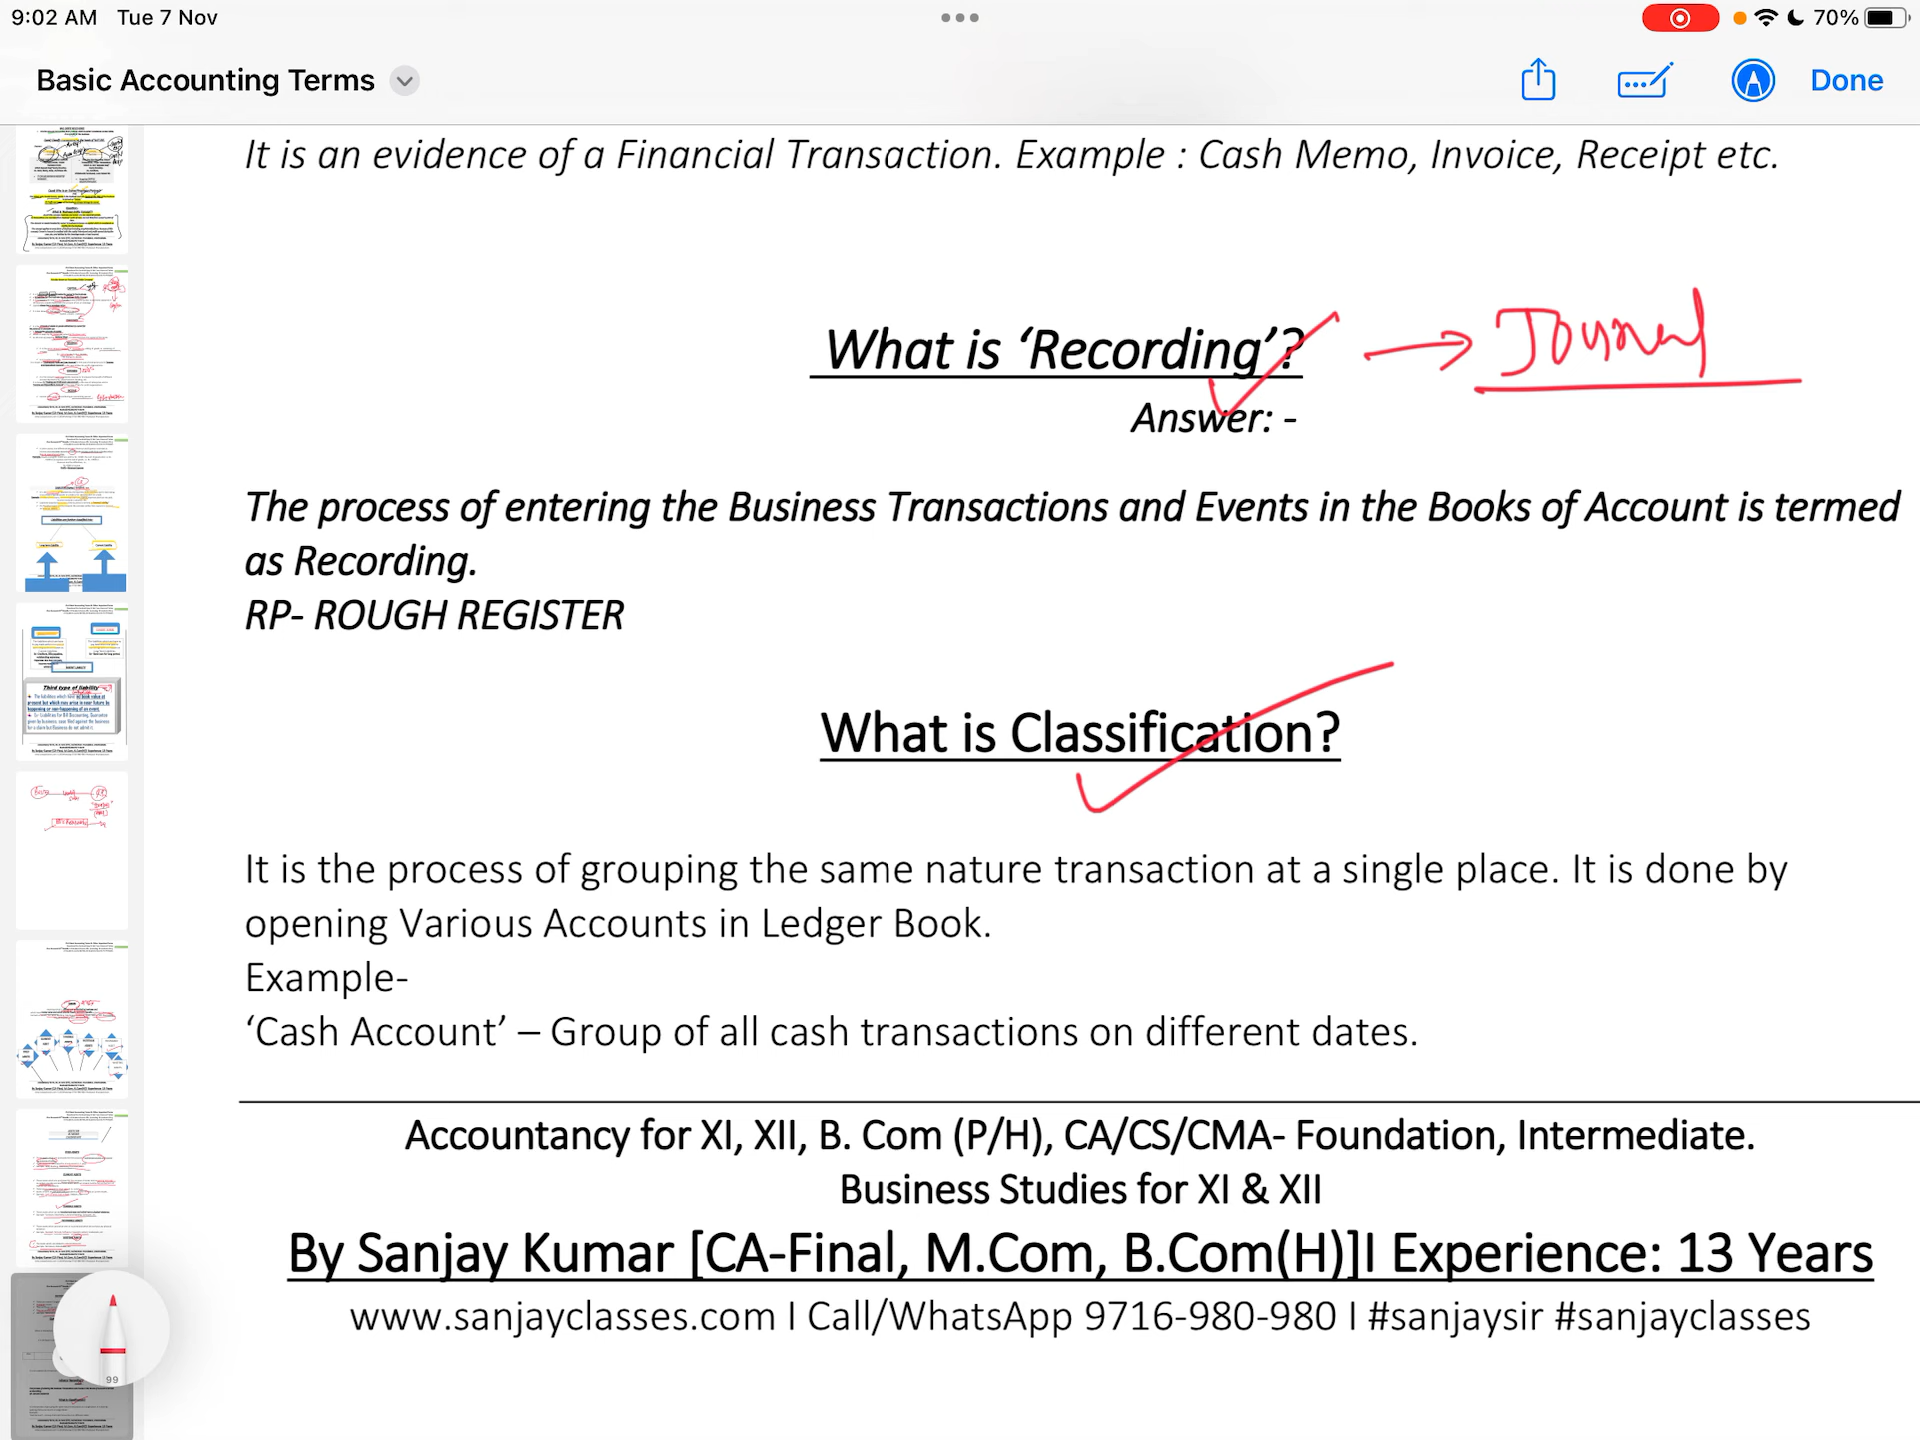 9:02 AM Tue 7 Nov
70%
Basic Accounting Terms
Done
It is an evidence of a Financial Transaction. Example : Cash Memo, Invoice, Receipt etc.
What is ‘Recording’? → Journal
Answer: -
The process of entering the Business Transactions and Events in the Books of Account is termed
as Recording.
RP- ROUGH REGISTER
What is Classification?
It is the process of grouping the same nature transaction at a single place. It is done by
opening Various Accounts in Ledger Book.
Example-
‘Cash Account’ – Group of all cash transactions on different dates.
Accountancy for XI, XII, B. Com (P/H), CA/CS/CMA- Foundation, Intermediate.
Business Studies for XI & XII
By Sanjay Kumar [CA-Final, M.Com, B.Com(H)]I Experience: 13 Years
www.sanjayclasses.com I Call/WhatsApp 9716-980-980 I #sanjaysir #sanjayclasses
Third type of liability
99